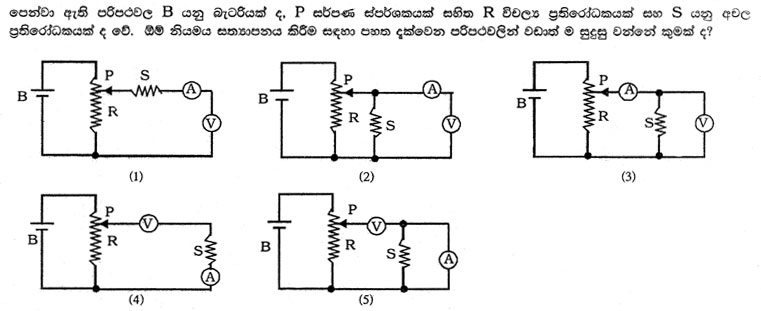 පෙන්වා ඇති පරිපථවල B යනු බැටරියක් ද, P සර්පණ ස්පර්ශකයක් සහිත R විචල්‍ය ප්‍රතිරෝධකයක් සහ S යනු අචල
ප්‍රතිරෝධකයක් ද වේ. ඕම් නියමය සත්‍යාපනය කිරීම සඳහා පහත දැක්වෙන පරිපථවලින් වඩාත් ම සුදුසු වන්නේ කුමක් ද?
B P R S A V
(1)
B P R S A V
(2)
B P R A S V
(3)
B P R V S A
(4)
B P R V S A
(5)